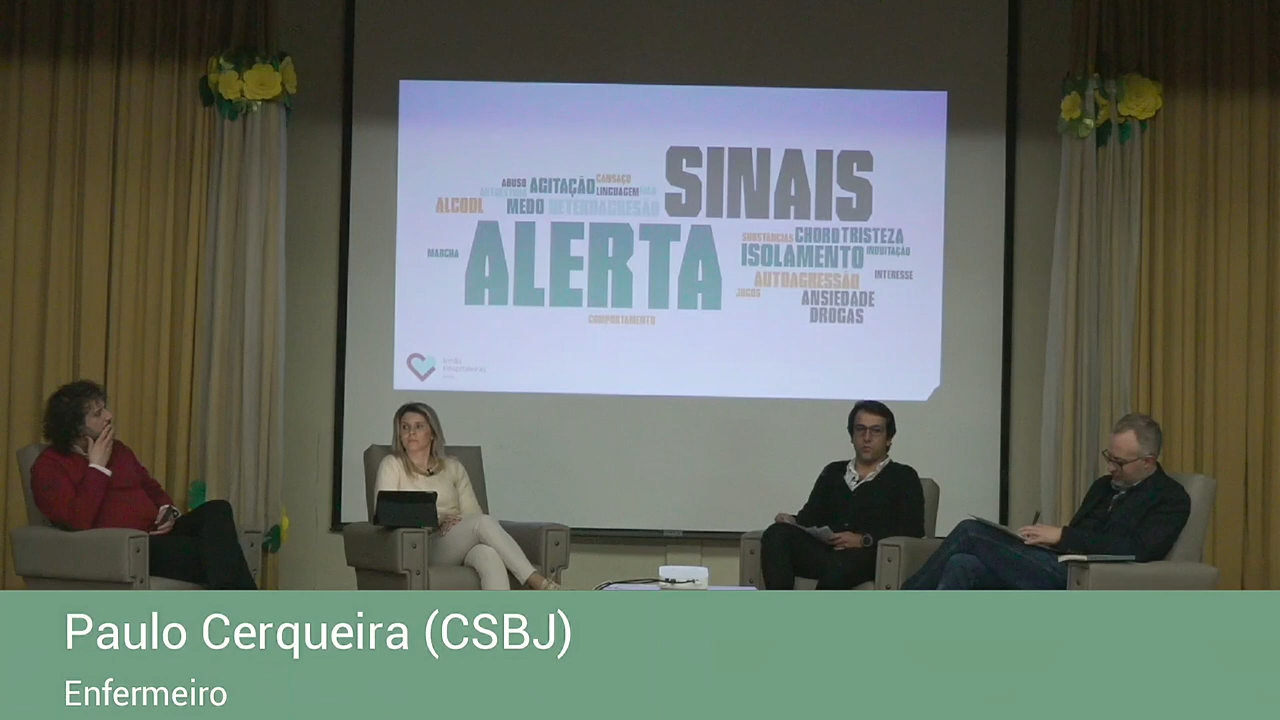 SINAIS
ABUSO AGITAÇÃO CANSAÇO
LINGUAGEM
ALCOOL MEDO HETEROAGRESÃO
ALERTA
MARCHA
SUBSTANCIAS CHORO TRISTEZA
ISOLAMENTO
AUTOAGRESSÃO INTERESSE
JOGOS ANSIEDADE
DROGAS
COMPORTAMENTO
Paulo Cerqueira (CSBJ)
Enfermeiro